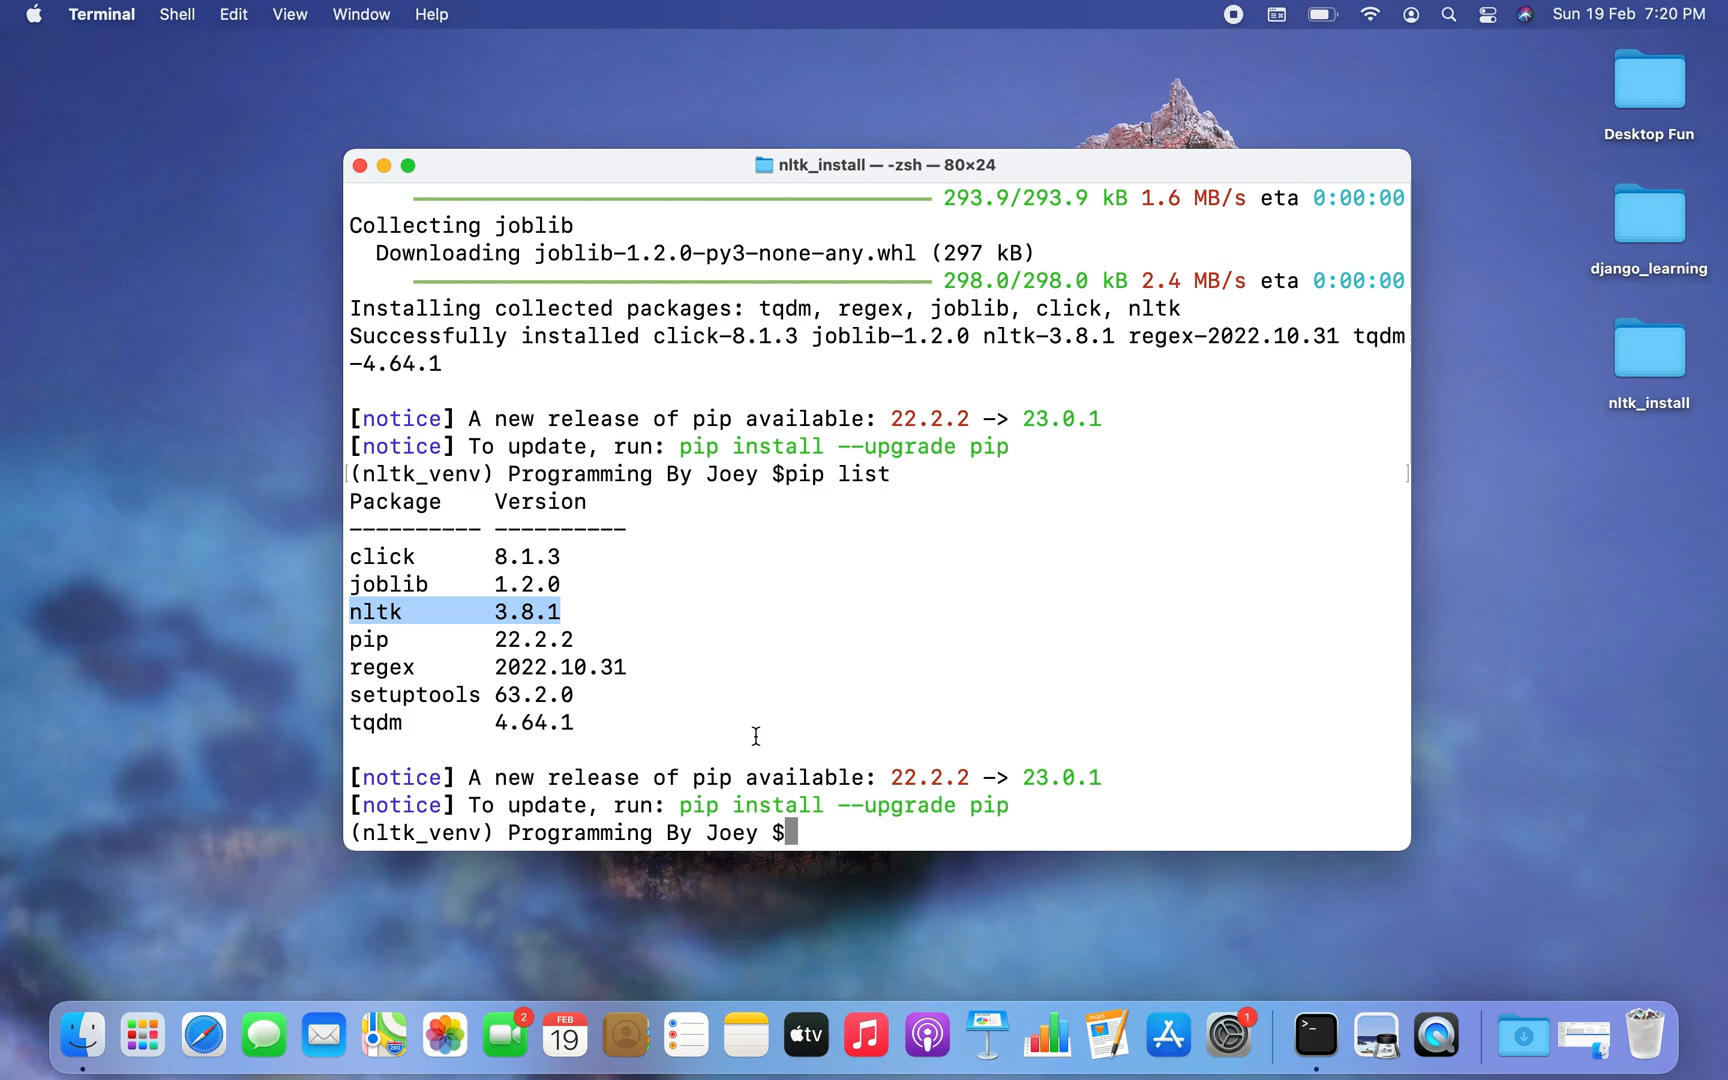 Terminal Shell Edit View Window Help Sun 19 Feb 7:20 PM
Desktop Fun
django_learning
nltk_install
nltk_install — -zsh — 80×24
293.9/293.9 kB 1.6 MB/s eta 0:00:00
Collecting joblib
Downloading joblib-1.2.0-py3-none-any.whl (297 kB)
298.0/298.0 kB 2.4 MB/s eta 0:00:00
Installing collected packages: tqdm, regex, joblib, click, nltk
Successfully installed click-8.1.3 joblib-1.2.0 nltk-3.8.1 regex-2022.10.31 tqdm
-4.64.1
[notice] A new release of pip available: 22.2.2 -> 23.0.1
[notice] To update, run: pip install --upgrade pip
[(nltk_venv) Programming By Joey $pip list ]
Package Version
---------- ----------
click 8.1.3
joblib 1.2.0
nltk 3.8.1
pip 22.2.2
regex 2022.10.31
setuptools 63.2.0
tqdm 4.64.1
[notice] A new release of pip available: 22.2.2 -> 23.0.1
[notice] To update, run: pip install --upgrade pip
(nltk_venv) Programming By Joey $
2
FEB
19
tv
1
>_